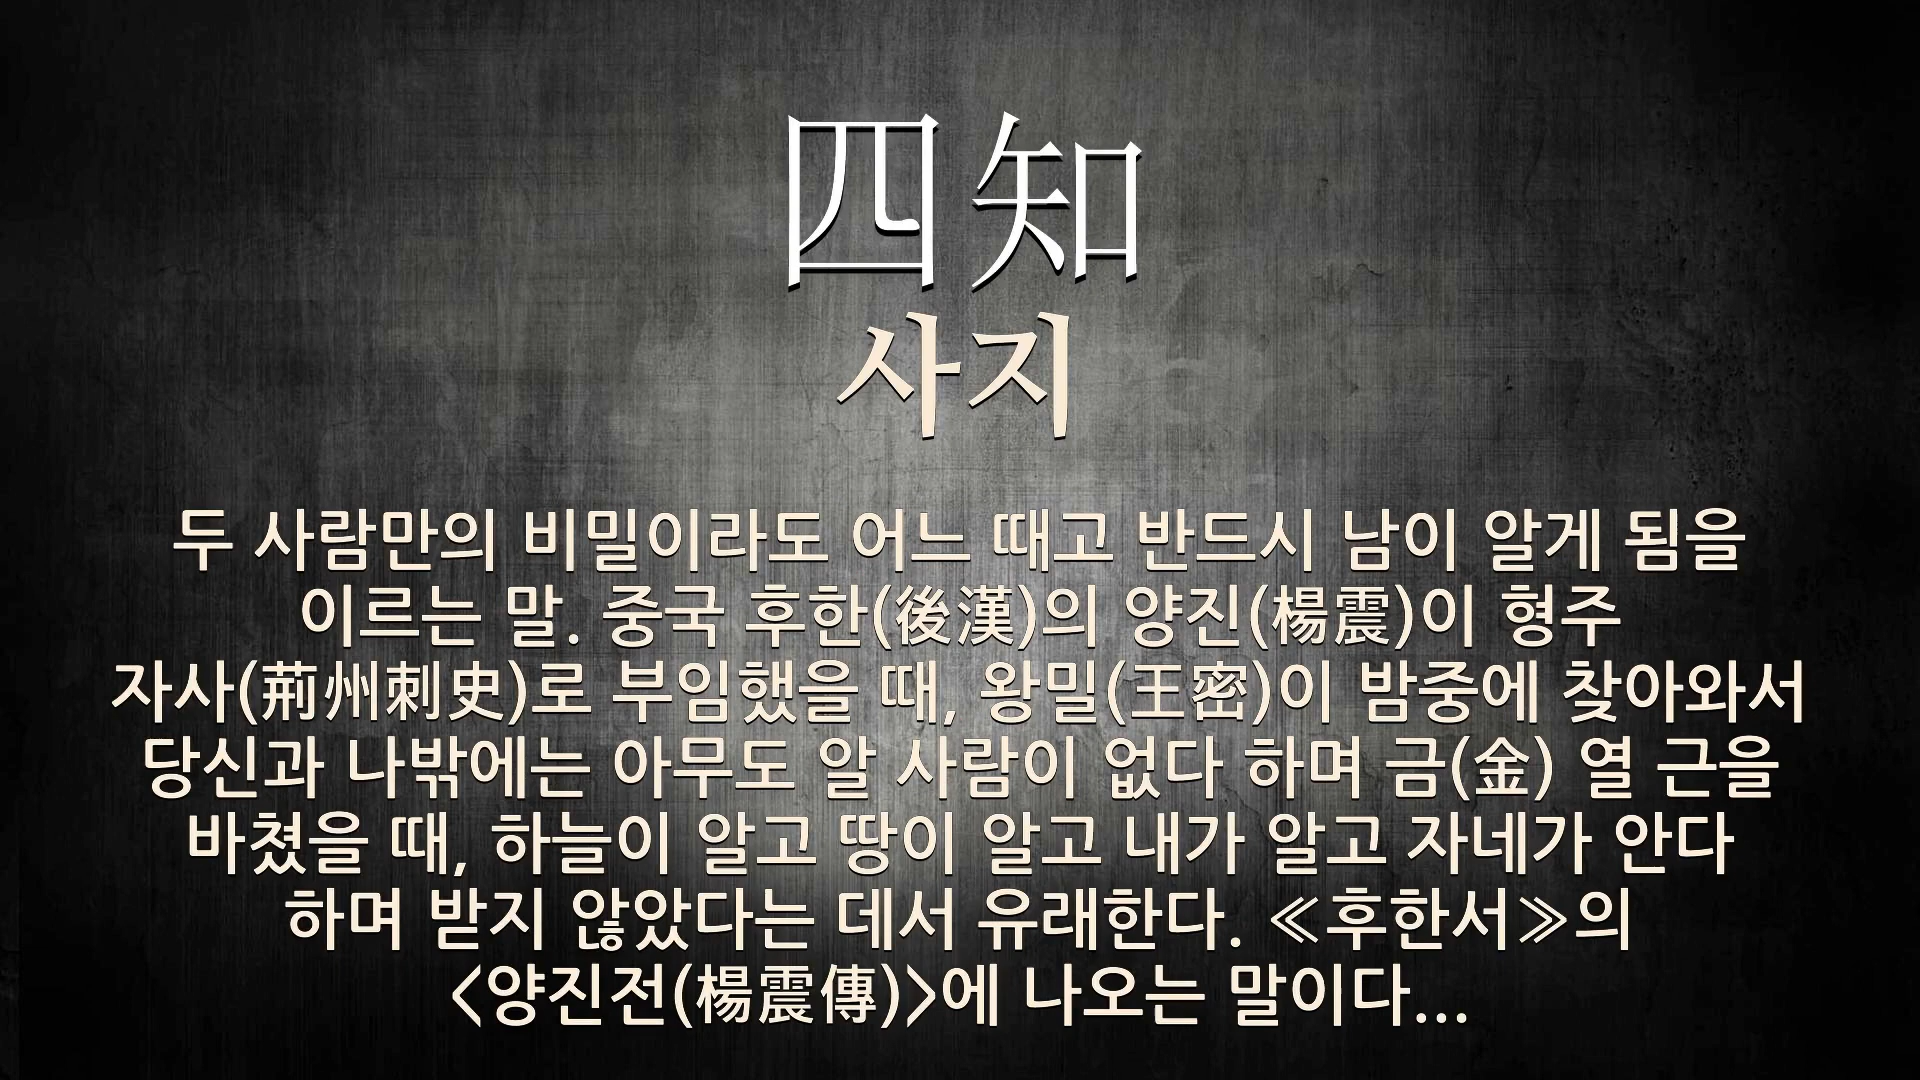 四知
사지
두 사람만의 비밀이라도 어느 때고 반드시 남이 알게 됨을
이르는 말. 중국 후한(後漢)의 양진(楊震)이 형주
자사(荊州刺史)로 부임했을 때, 왕밀(王密)이 밤중에 찾아와서
당신과 나밖에는 아무도 알 사람이 없다 하며 금(金) 열 근을
바쳤을 때, 하늘이 알고 땅이 알고 내가 알고 자네가 안다
하며 받지 않았다는 데서 유래한다. ≪후한서≫의
<양진전(楊震傳)>에 나오는 말이다...